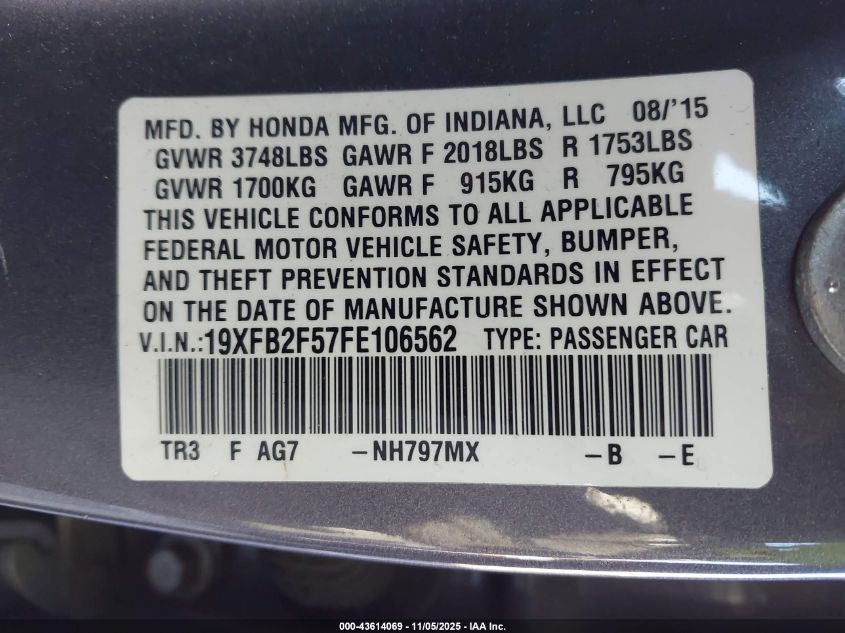 MFD. BY HONDA MFG. OF INDIANA, LLC 08/'15
GVWR 3748LBS GAWR F 2018LBS R 1753LBS
GVWR 1700KG GAWR F 915KG R 795KG
THIS VEHICLE CONFORMS TO ALL APPLICABLE
FEDERAL MOTOR VEHICLE SAFETY, BUMPER,
AND THEFT PREVENTION STANDARDS IN EFFECT
ON THE DATE OF MANUFACTURE SHOWN ABOVE.
V.I.N.:19XFB2F57FE106562 TYPE: PASSENGER CAR
TR3 F AG7 -NH797MX -B -E
000-43614069 - 11/05/2025 - IAA Inc.